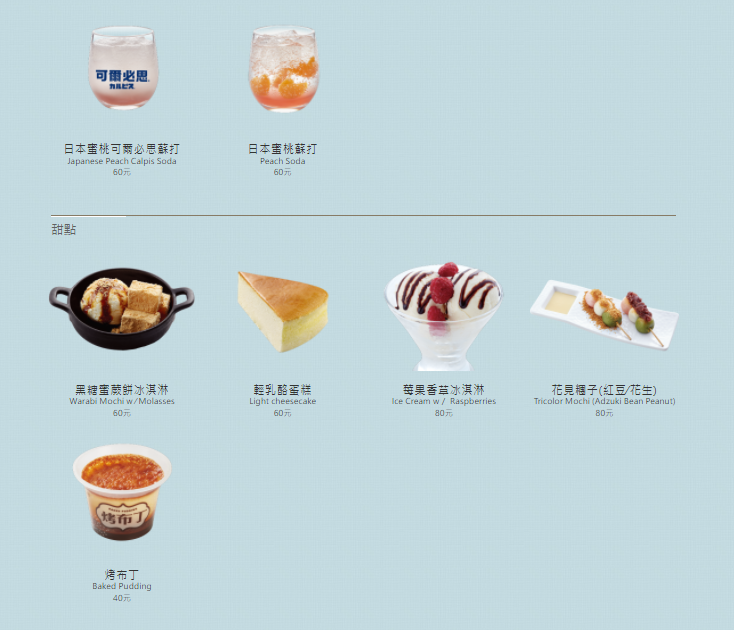 可爾必思
カルピス
日本蜜桃可爾必思蘇打
Japanese Peach Calpis Soda
60元
日本蜜桃蘇打
Peach Soda
60元
甜點
黑糖蜜蕨餅冰淇淋
Warabi Mochi w/Molasses
60元
輕乳酪蛋糕
Light cheesecake
60元
莓果香草冰淇淋
Ice Cream w / Raspberries
80元
花見糰子(紅豆/花生)
Tricolor Mochi (Adzuki Bean Peanut)
80元
烤布丁
烤布丁
Baked Pudding
40元